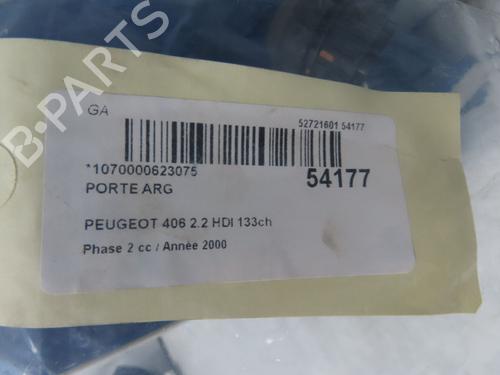 B-PARTS
GA
52721601 54177
*1070000623075
54177
PORTE ARG
PEUGEOT 406 2.2 HDI 133ch
Phase 2 cc / Année 2000